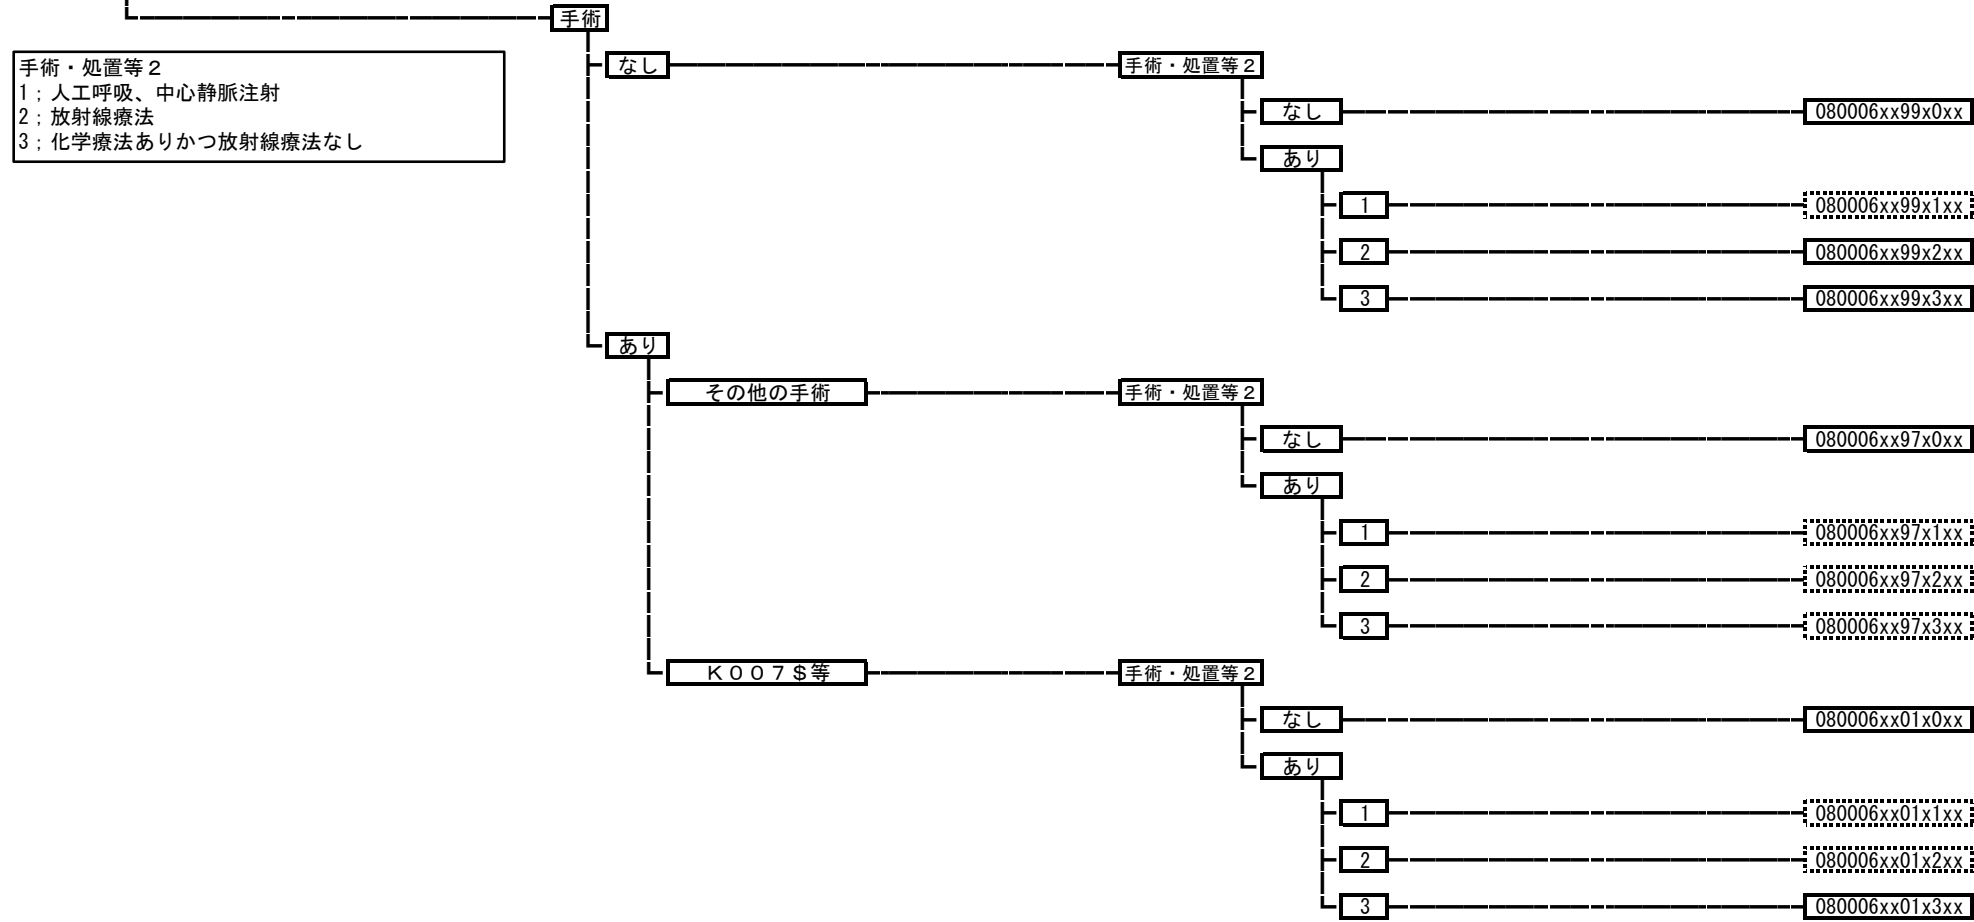 手術
手術・処置等２
1；人工呼吸、中心静脈注射
2；放射線療法
3；化学療法ありかつ放射線療法なし
なし 手術・処置等２
なし 080006xx99x0xx
あり
1 080006xx99x1xx
2 080006xx99x2xx
3 080006xx99x3xx
あり
その他の手術 手術・処置等２
なし 080006xx97x0xx
あり
1 080006xx97x1xx
2 080006xx97x2xx
3 080006xx97x3xx
Ｋ００７＄等 手術・処置等２
なし 080006xx01x0xx
あり
1 080006xx01x1xx
2 080006xx01x2xx
3 080006xx01x3xx